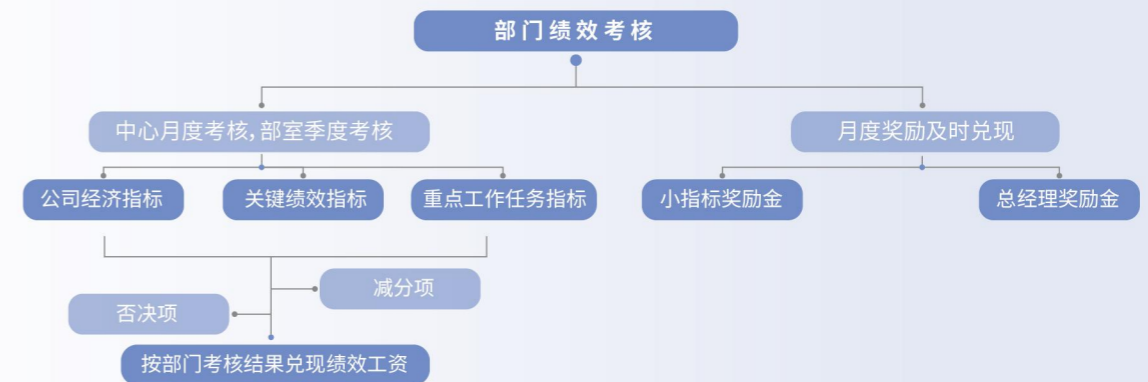 部门绩效考核
中心月度考核,部室季度考核
月度奖励及时兑现
公司经济指标
关键绩效指标
重点工作任务指标
小指标奖励金
总经理奖励金
减分项
否决项
按部门考核结果兑现绩效工资